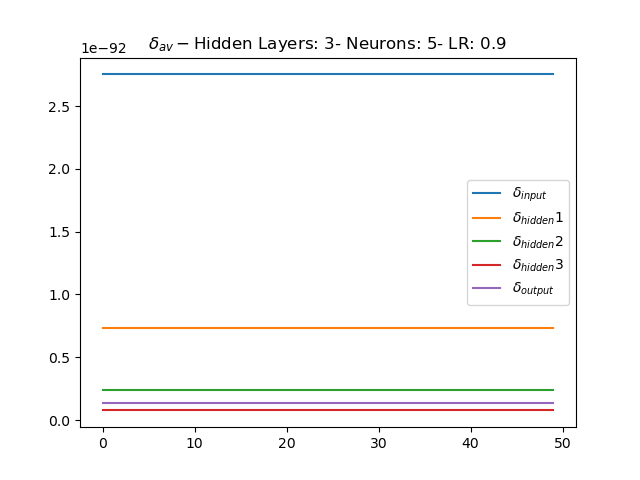 1e−92 δav − Hidden Layers: 3- Neurons: 5- LR: 0.9
2.5
2.0
1.5
1.0
0.5
0.0
0 10 20 30 40 50
δinput
δhidden1
δhidden2
δhidden3
δoutput